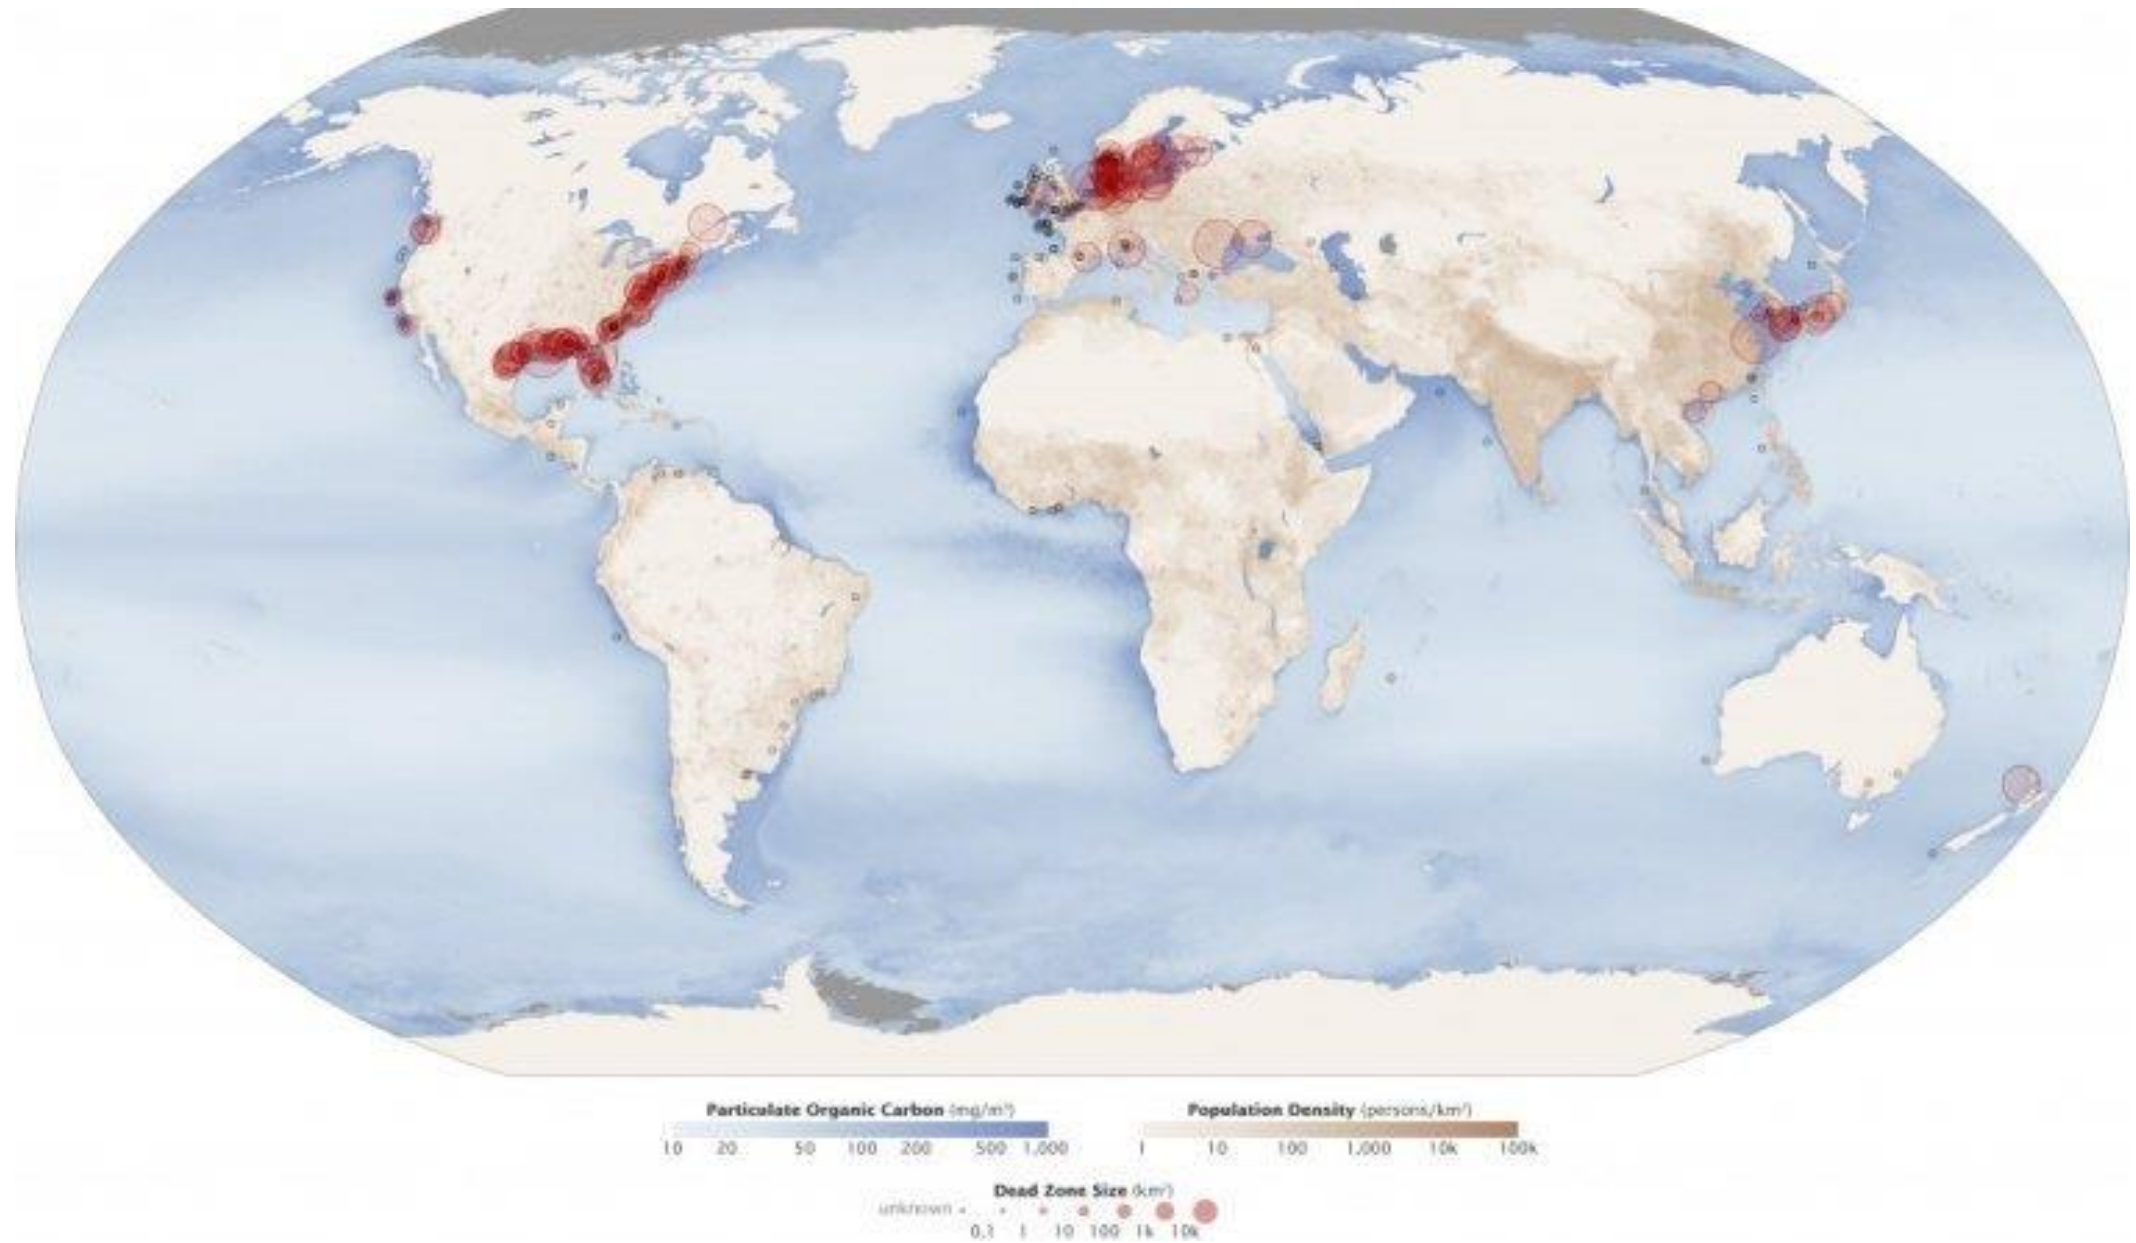 Particulate Organic Carbon (mg/m³)
10 20 50 100 200 500 1,000
Population Density (persons/km²)
1 10 100 1,000 10k 100k
Dead Zone Size (km²)
unknown
0.1 1 10 100 1k 10k